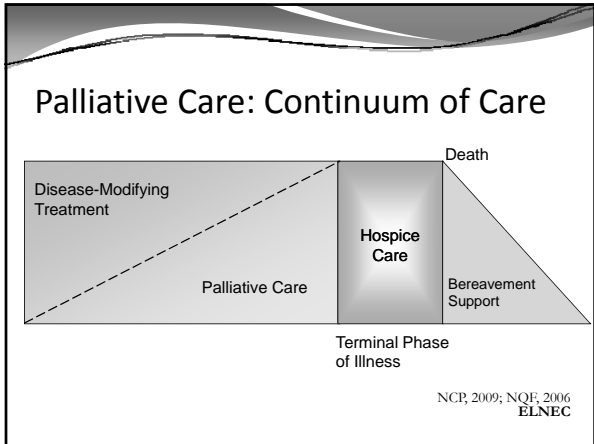 Palliative Care: Continuum of Care
Death
Disease-Modifying
Treatment
Hospice
Care
Palliative Care
Bereavement
Support
Terminal Phase
of Illness
NCP, 2009; NQF, 2006
ELNEC